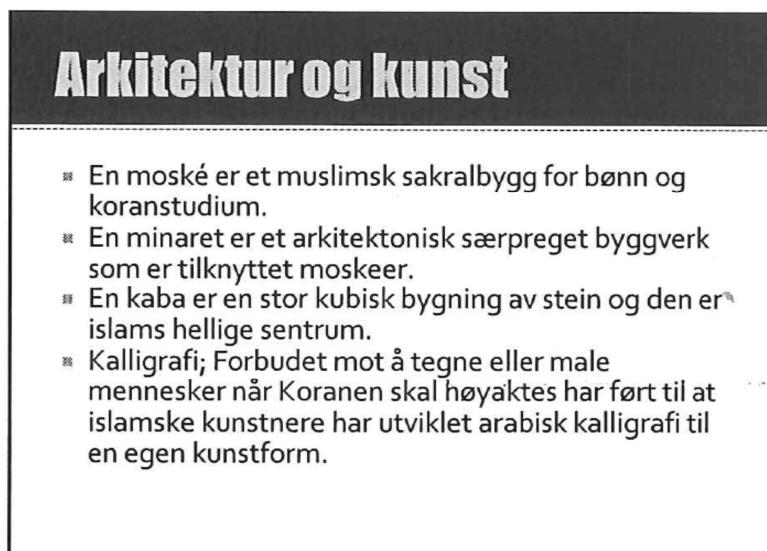 Arkitektur og kunst
En moské er et muslimsk sakralbygg for bønn og
koranstudium.
En minaret er et arkitektonisk særpreget byggverk
som er tilknyttet moskeer.
En kaba er en stor kubisk bygning av stein og den er
islams hellige sentrum.
Kalligrafi; Forbudet mot å tegne eller male
mennesker når Koranen skal høyaktes har ført til at
islamske kunstnere har utviklet arabisk kalligrafi til
en egen kunstform.